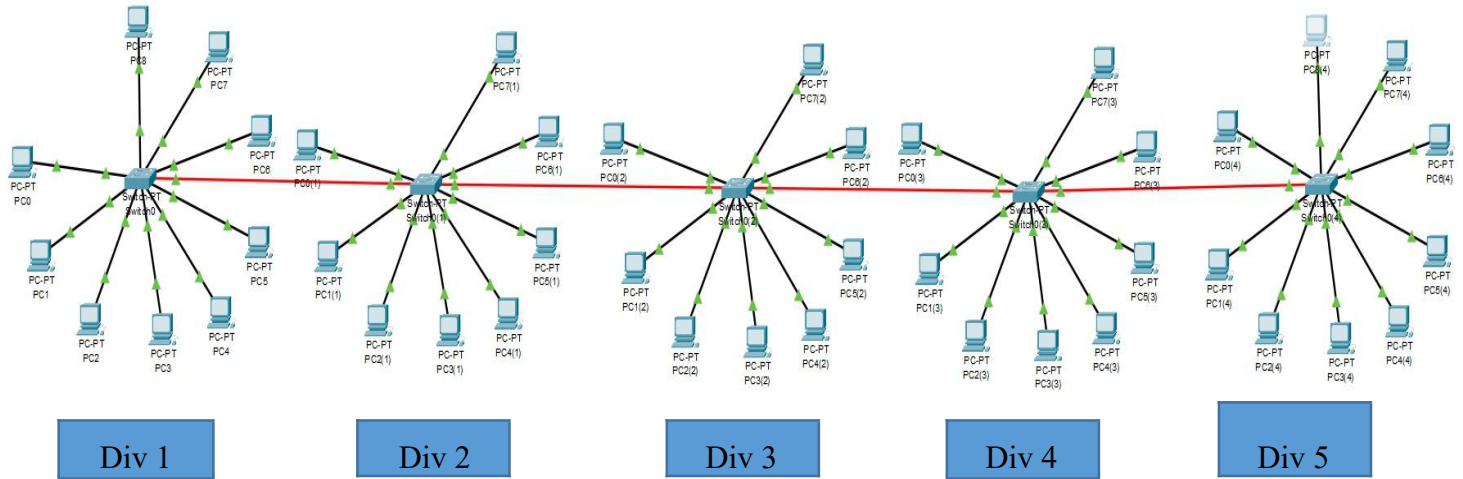 PC-PT
PC8
PC-PT
PC7
PC-PT
PC6
PC-PT
PC0
Switch-PT
Switch0
PC-PT
PC5
PC-PT
PC1
PC-PT
PC2
PC-PT
PC3
PC-PT
PC4
PC-PT
PC7(1)
PC-PT
PC6(1)
PC-PT
PC0(1)
Switch-PT
Switch0(1)
PC-PT
PC5(1)
PC-PT
PC1(1)
PC-PT
PC2(1)
PC-PT
PC3(1)
PC-PT
PC4(1)
PC-PT
PC7(2)
PC-PT
PC6(2)
PC-PT
PC0(2)
Switch-PT
Switch0(2)
PC-PT
PC5(2)
PC-PT
PC1(2)
PC-PT
PC2(2)
PC-PT
PC3(2)
PC-PT
PC4(2)
PC-PT
PC7(3)
PC-PT
PC6(3)
PC-PT
PC0(3)
Switch-PT
Switch0(3)
PC-PT
PC5(3)
PC-PT
PC1(3)
PC-PT
PC2(3)
PC-PT
PC3(3)
PC-PT
PC4(3)
PC-PT
PC8(4)
PC-PT
PC7(4)
PC-PT
PC6(4)
PC-PT
PC0(4)
Switch-PT
Switch0(4)
PC-PT
PC5(4)
PC-PT
PC1(4)
PC-PT
PC2(4)
PC-PT
PC3(4)
PC-PT
PC4(4)
Div 1
Div 2
Div 3
Div 4
Div 5